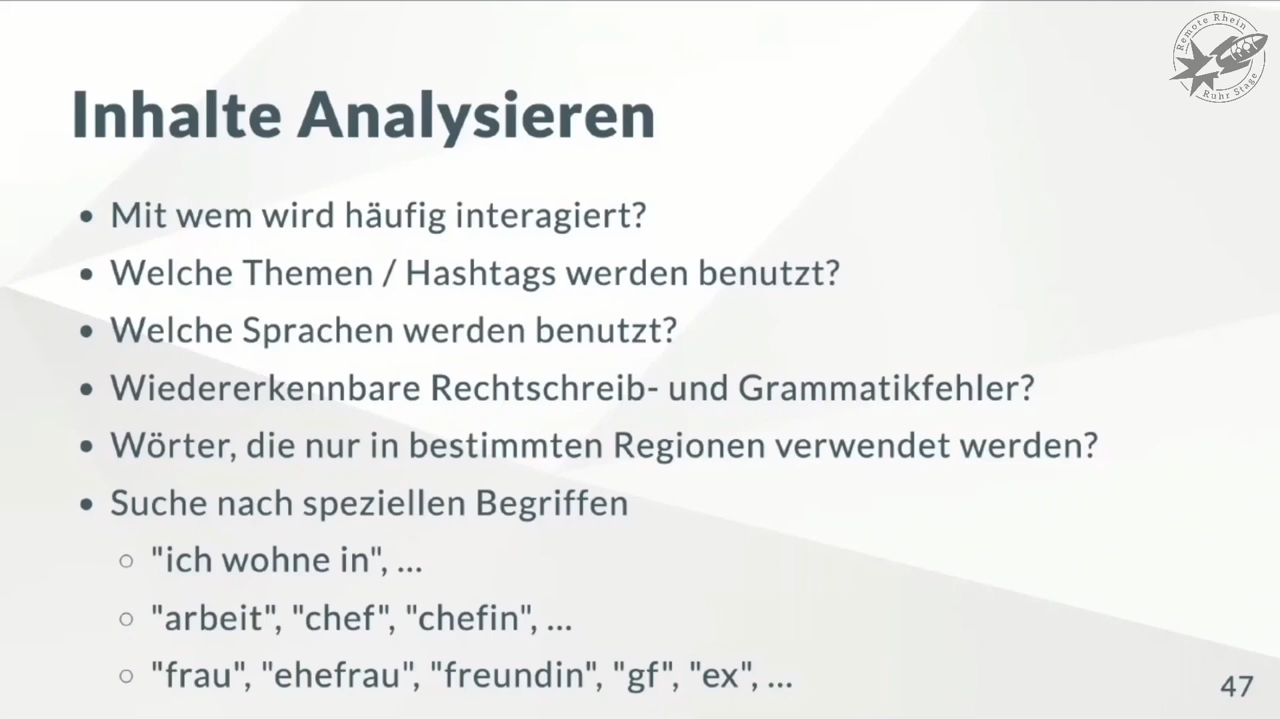 Remote Rhein
Ruhr Stage
Inhalte Analysieren
• Mit wem wird häufig interagiert?
• Welche Themen / Hashtags werden benutzt?
• Welche Sprachen werden benutzt?
• Wiedererkennbare Rechtschreib- und Grammatikfehler?
• Wörter, die nur in bestimmten Regionen verwendet werden?
• Suche nach speziellen Begriffen
○ "ich wohne in", ...
○ "arbeit", "chef", "chefin", ...
○ "frau", "ehefrau", "freundin", "gf", "ex", ...
47